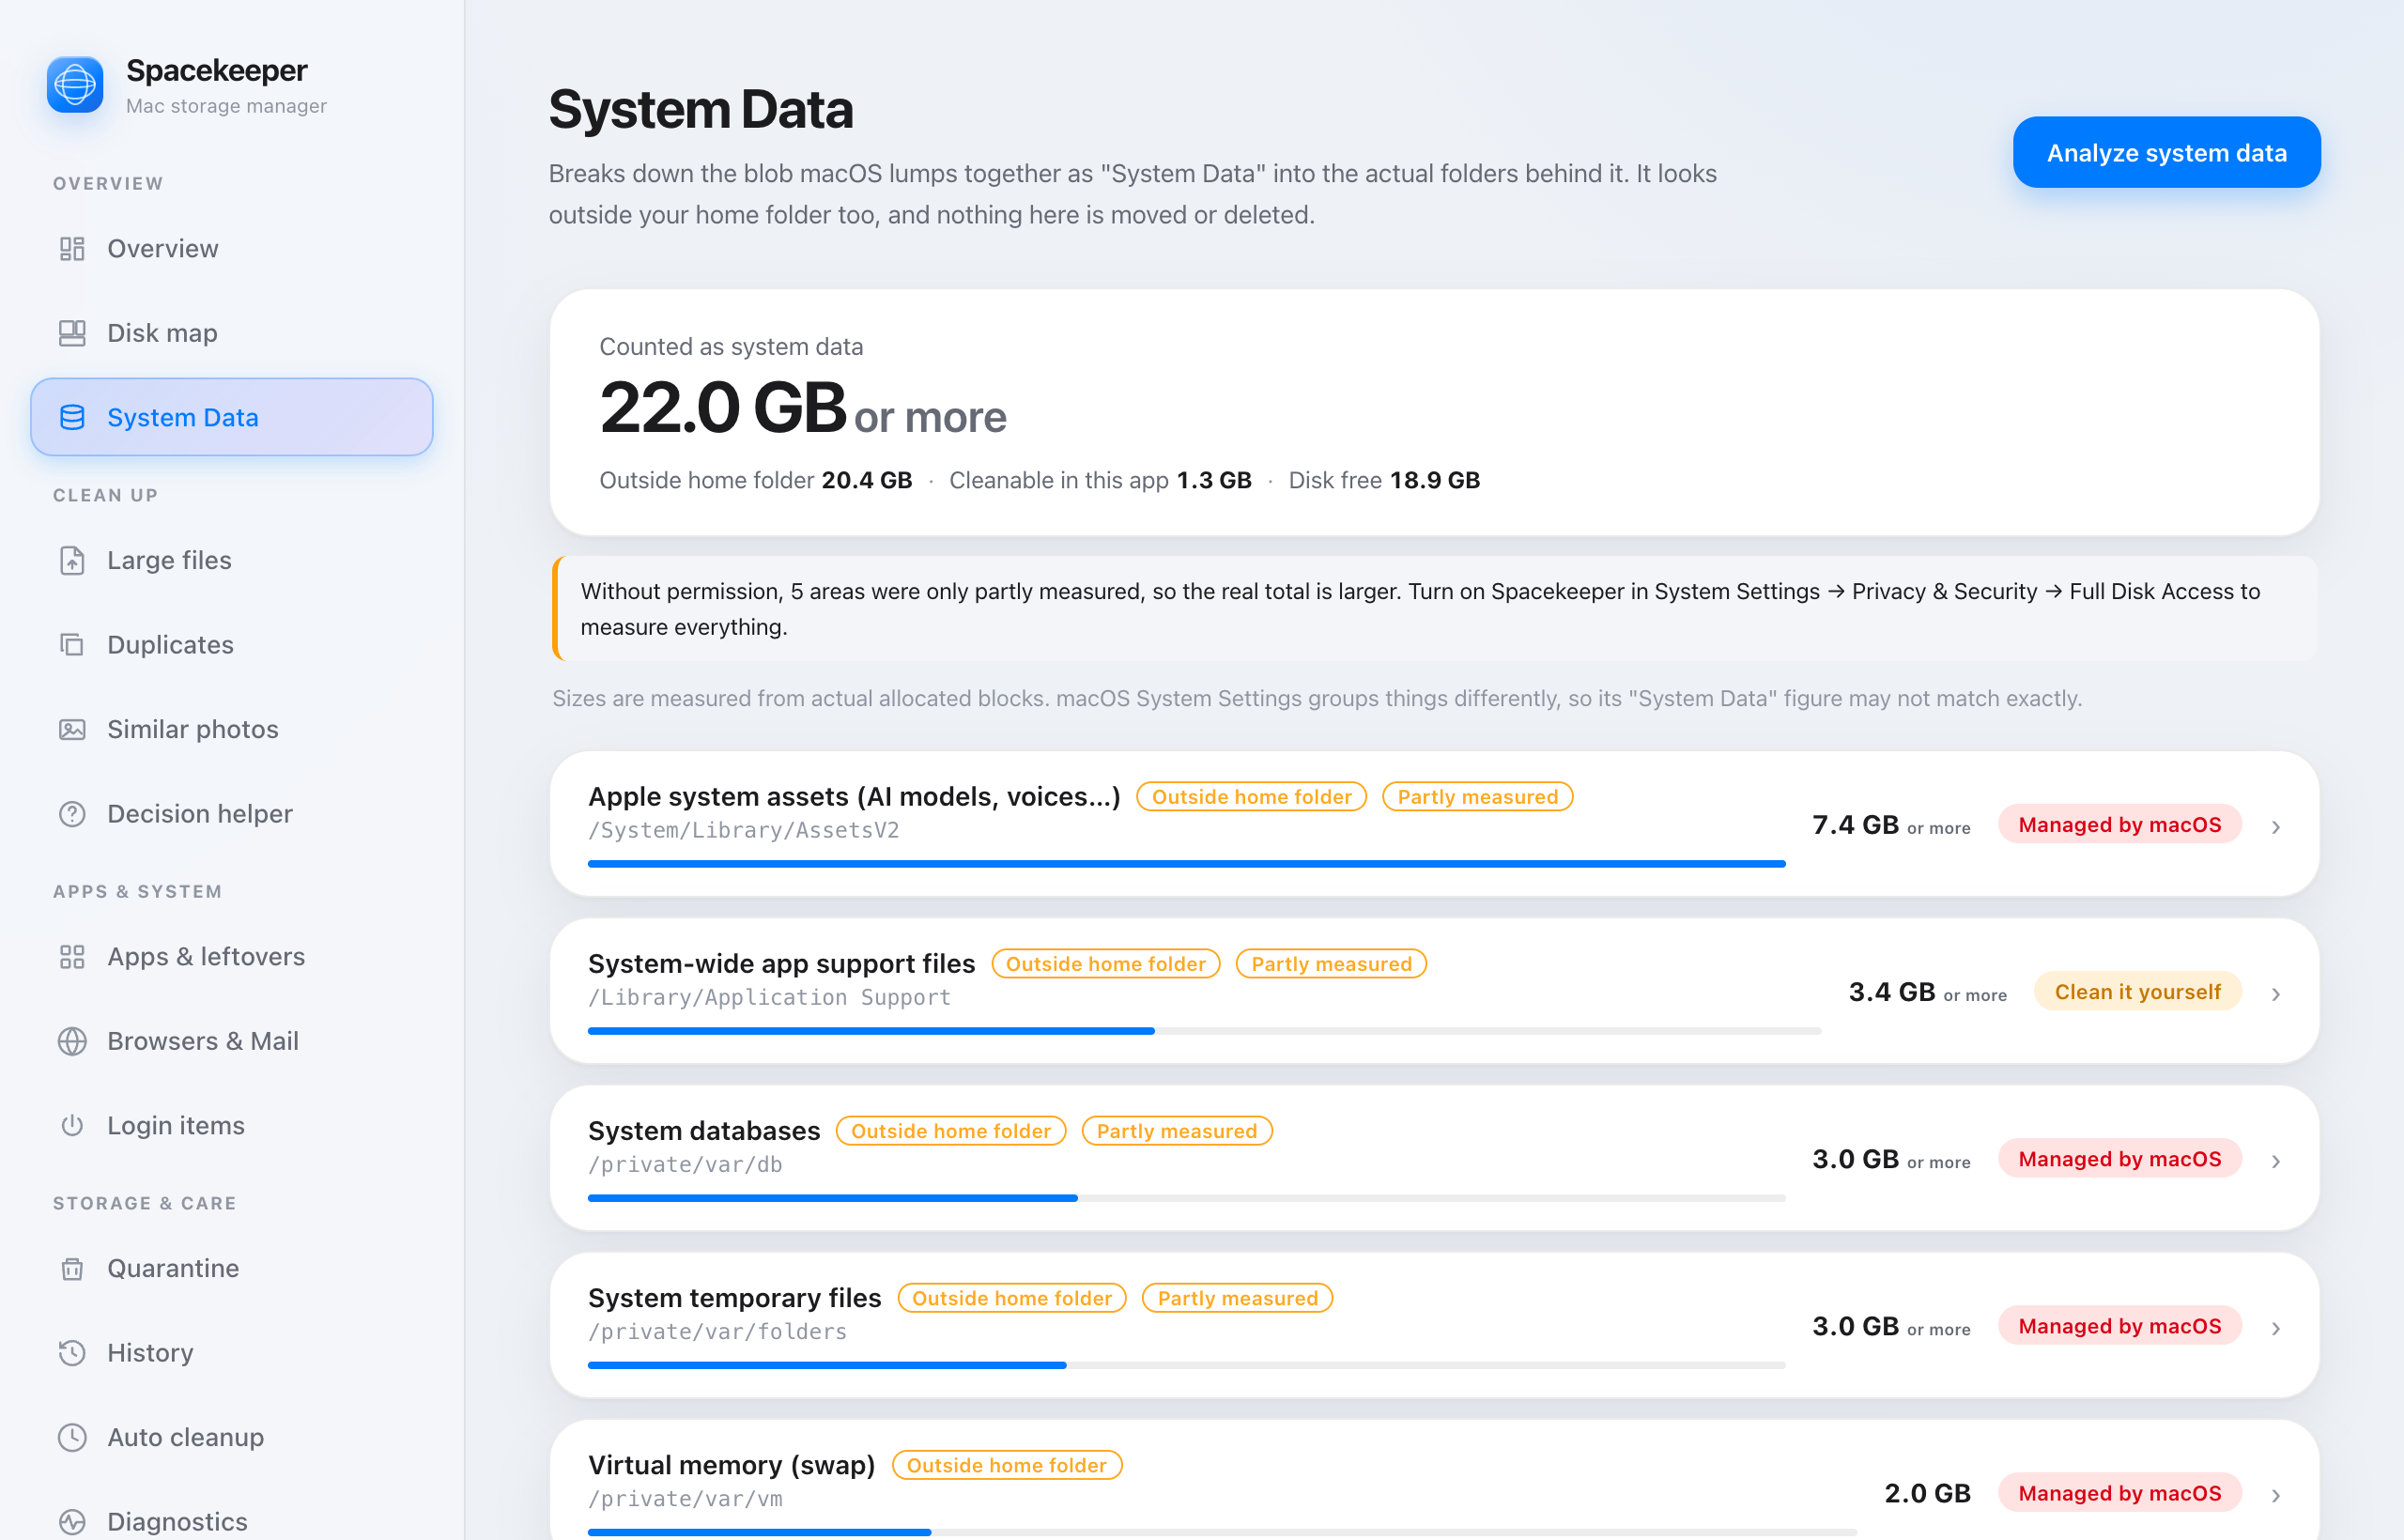 Spacekeeper
Mac storage manager
OVERVIEW
Overview
Disk map
System Data
CLEAN UP
Large files
Duplicates
Similar photos
Decision helper
APPS & SYSTEM
Apps & leftovers
Browsers & Mail
Login items
STORAGE & CARE
Quarantine
History
Auto cleanup
Diagnostics
System Data
Breaks down the blob macOS lumps together as "System Data" into the actual folders behind it. It looks
outside your home folder too, and nothing here is moved or deleted.
Analyze system data
Counted as system data
22.0 GB or more
Outside home folder 20.4 GB · Cleanable in this app 1.3 GB · Disk free 18.9 GB
Without permission, 5 areas were only partly measured, so the real total is larger. Turn on Spacekeeper in System Settings → Privacy & Security → Full Disk Access to
measure everything.
Sizes are measured from actual allocated blocks. macOS System Settings groups things differently, so its "System Data" figure may not match exactly.
Apple system assets (AI models, voices...) Outside home folder Partly measured
/System/Library/AssetsV2
7.4 GB or more Managed by macOS
System-wide app support files Outside home folder Partly measured
/Library/Application Support
3.4 GB or more Clean it yourself
System databases Outside home folder Partly measured
/private/var/db
3.0 GB or more Managed by macOS
System temporary files Outside home folder Partly measured
/private/var/folders
3.0 GB or more Managed by macOS
Virtual memory (swap) Outside home folder
/private/var/vm
2.0 GB Managed by macOS